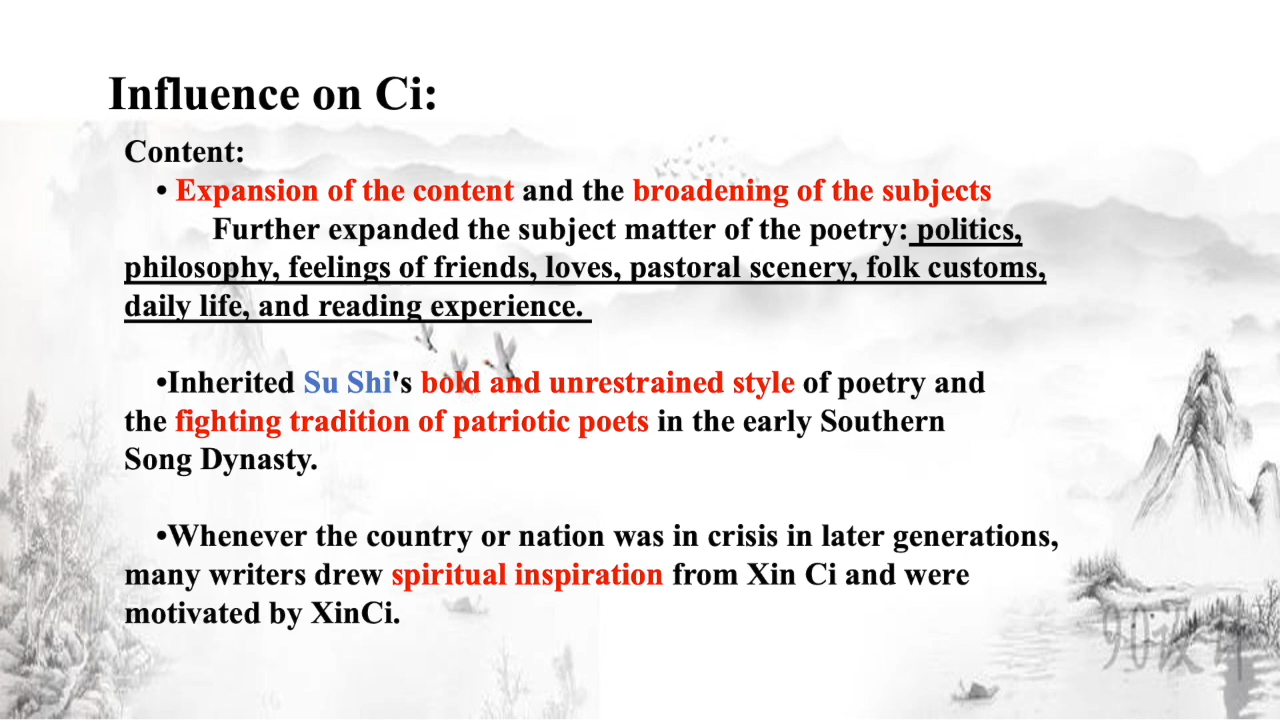 Influence on Ci:
Content:
• Expansion of the content and the broadening of the subjects
Further expanded the subject matter of the poetry: politics,
philosophy, feelings of friends, loves, pastoral scenery, folk customs,
daily life, and reading experience.
•Inherited Su Shi's bold and unrestrained style of poetry and
the fighting tradition of patriotic poets in the early Southern
Song Dynasty.
•Whenever the country or nation was in crisis in later generations,
many writers drew spiritual inspiration from Xin Ci and were
motivated by XinCi.
90设计